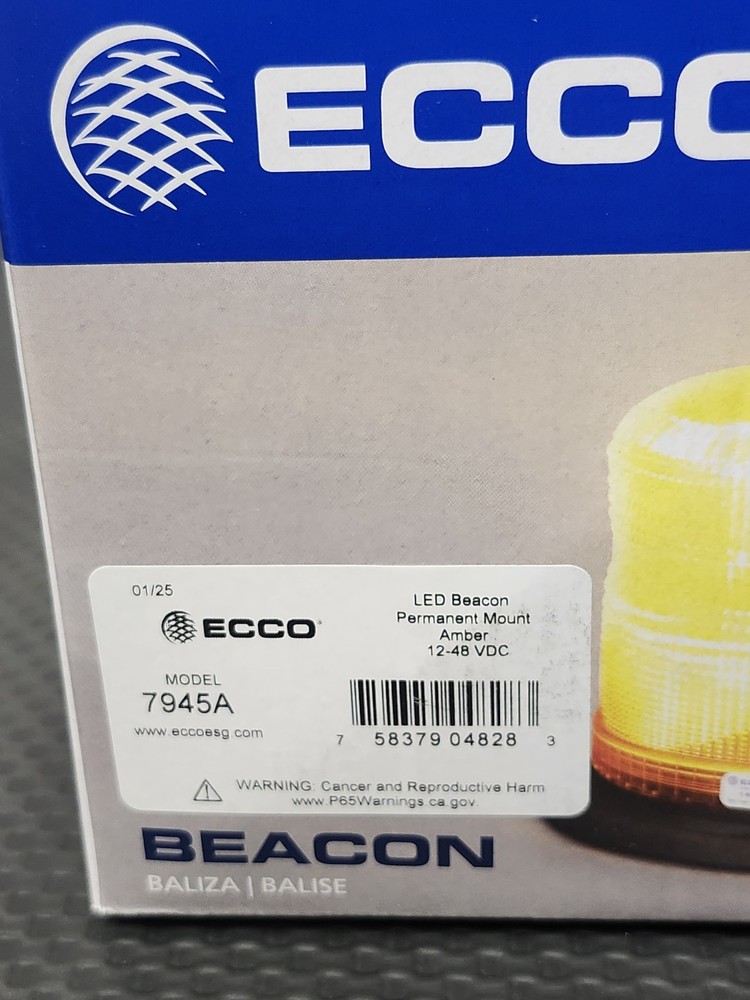 ECCO
01/25
ECCO
LED Beacon
Permanent Mount
Amber
12-48 VDC
MODEL
7945A
www.eccoesg.com
7 58379 04828 3
WARNING: Cancer and Reproductive Harm
www.P65Warnings.ca.gov.
BEACON
BALIZA | BALISE